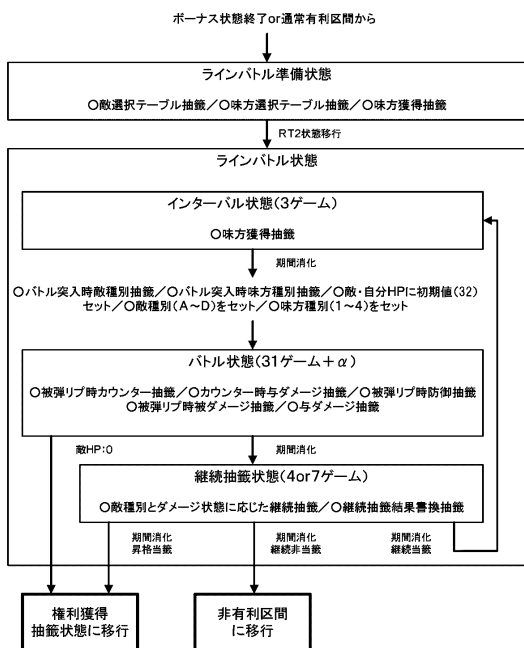 ボーナス状態終了or通常有利区間から
ラインバトル準備状態
○敵選択テーブル抽籤／○味方選択テーブル抽籤／○味方獲得抽籤
RT2状態移行
ラインバトル状態
インターバル状態（3ゲーム）
○味方獲得抽籤
期間消化
○バトル突入時敵種別抽籤／○バトル突入時味方種別抽籤／○敵・自分HPに初期値（32）
セット／○敵種別（A～D）をセット／○味方種別（1～4）をセット
バトル状態（31ゲーム＋α）
○被弾リプ時カウンター抽籤／○カウンター時与ダメージ抽籤／○被弾リプ時防御抽籤
○被弾リプ時被ダメージ抽籤／○与ダメージ抽籤
敵HP：0
期間消化
継続抽籤状態（4or7ゲーム）
○敵種別とダメージ状態に応じた継続抽籤／○継続抽籤結果書換抽籤
期間消化
昇格当籤
期間消化
継続非当籤
期間消化
継続当籤
権利獲得
抽籤状態に移行
非有利区間
に移行